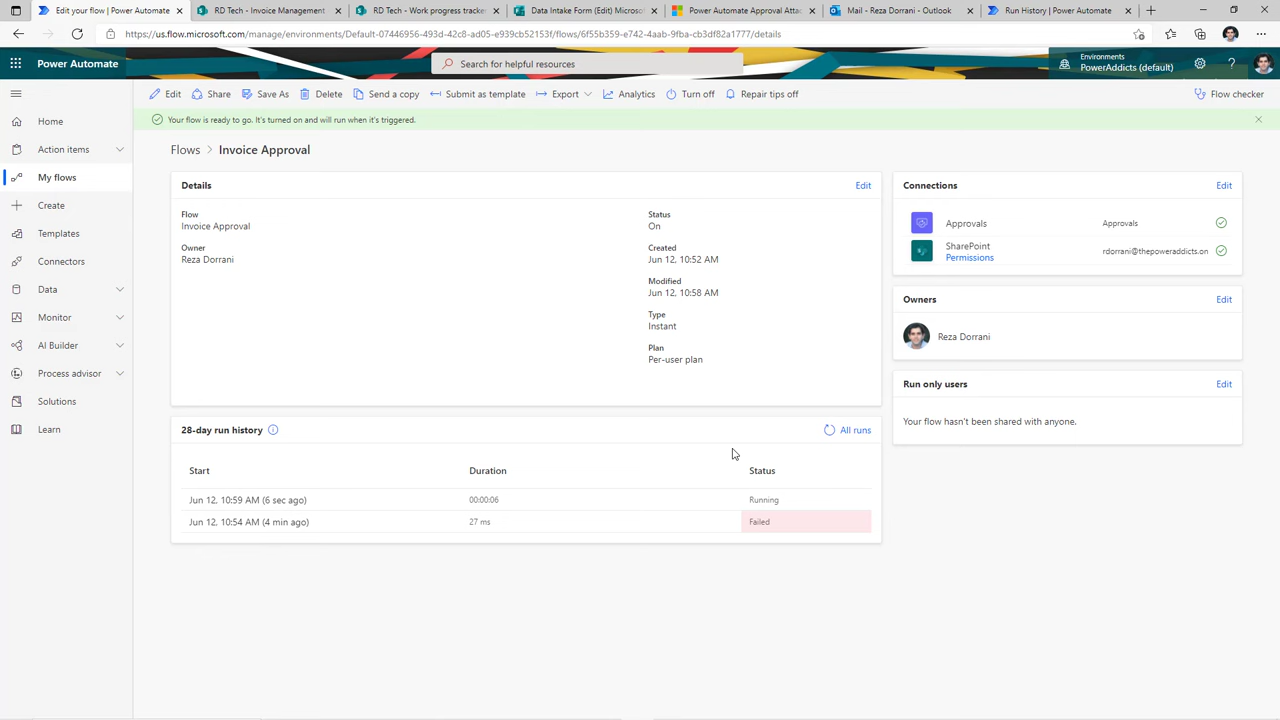 Edit your flow | Power Automate
RD Tech - Invoice Management
RD Tech - Work progress tracke
Data Intake Form (Edit) Microso
Power Automate Approval Attac
Mail - Reza Dorrani - Outlook
Run History | Power Automate
https://us.flow.microsoft.com/manage/environments/Default-07446956-493d-42c8-ad05-e939cb52153f/flows/6f55b359-e742-4aab-9fba-cb3df82a1777/details
Power Automate
Search for helpful resources
Environments
PowerAddicts (default)
Edit
Share
Save As
Delete
Send a copy
Submit as template
Export
Analytics
Turn off
Repair tips off
Flow checker
Your flow is ready to go. It's turned on and will run when it's triggered.
Home
Action items
My flows
Create
Templates
Connectors
Data
Monitor
AI Builder
Process advisor
Solutions
Learn
Flows > Invoice Approval
Details
Edit
Flow
Invoice Approval
Owner
Reza Dorrani
Status
On
Created
Jun 12, 10:52 AM
Modified
Jun 12, 10:58 AM
Type
Instant
Plan
Per-user plan
28-day run history
All runs
Start Duration Status
Jun 12, 10:59 AM (6 sec ago) 00:00:06 Running
Jun 12, 10:54 AM (4 min ago) 27 ms Failed
Connections
Edit
Approvals Approvals
SharePoint
Permissions
rdorrani@thepoweraddicts.on
Owners
Edit
Reza Dorrani
Run only users
Edit
Your flow hasn't been shared with anyone.